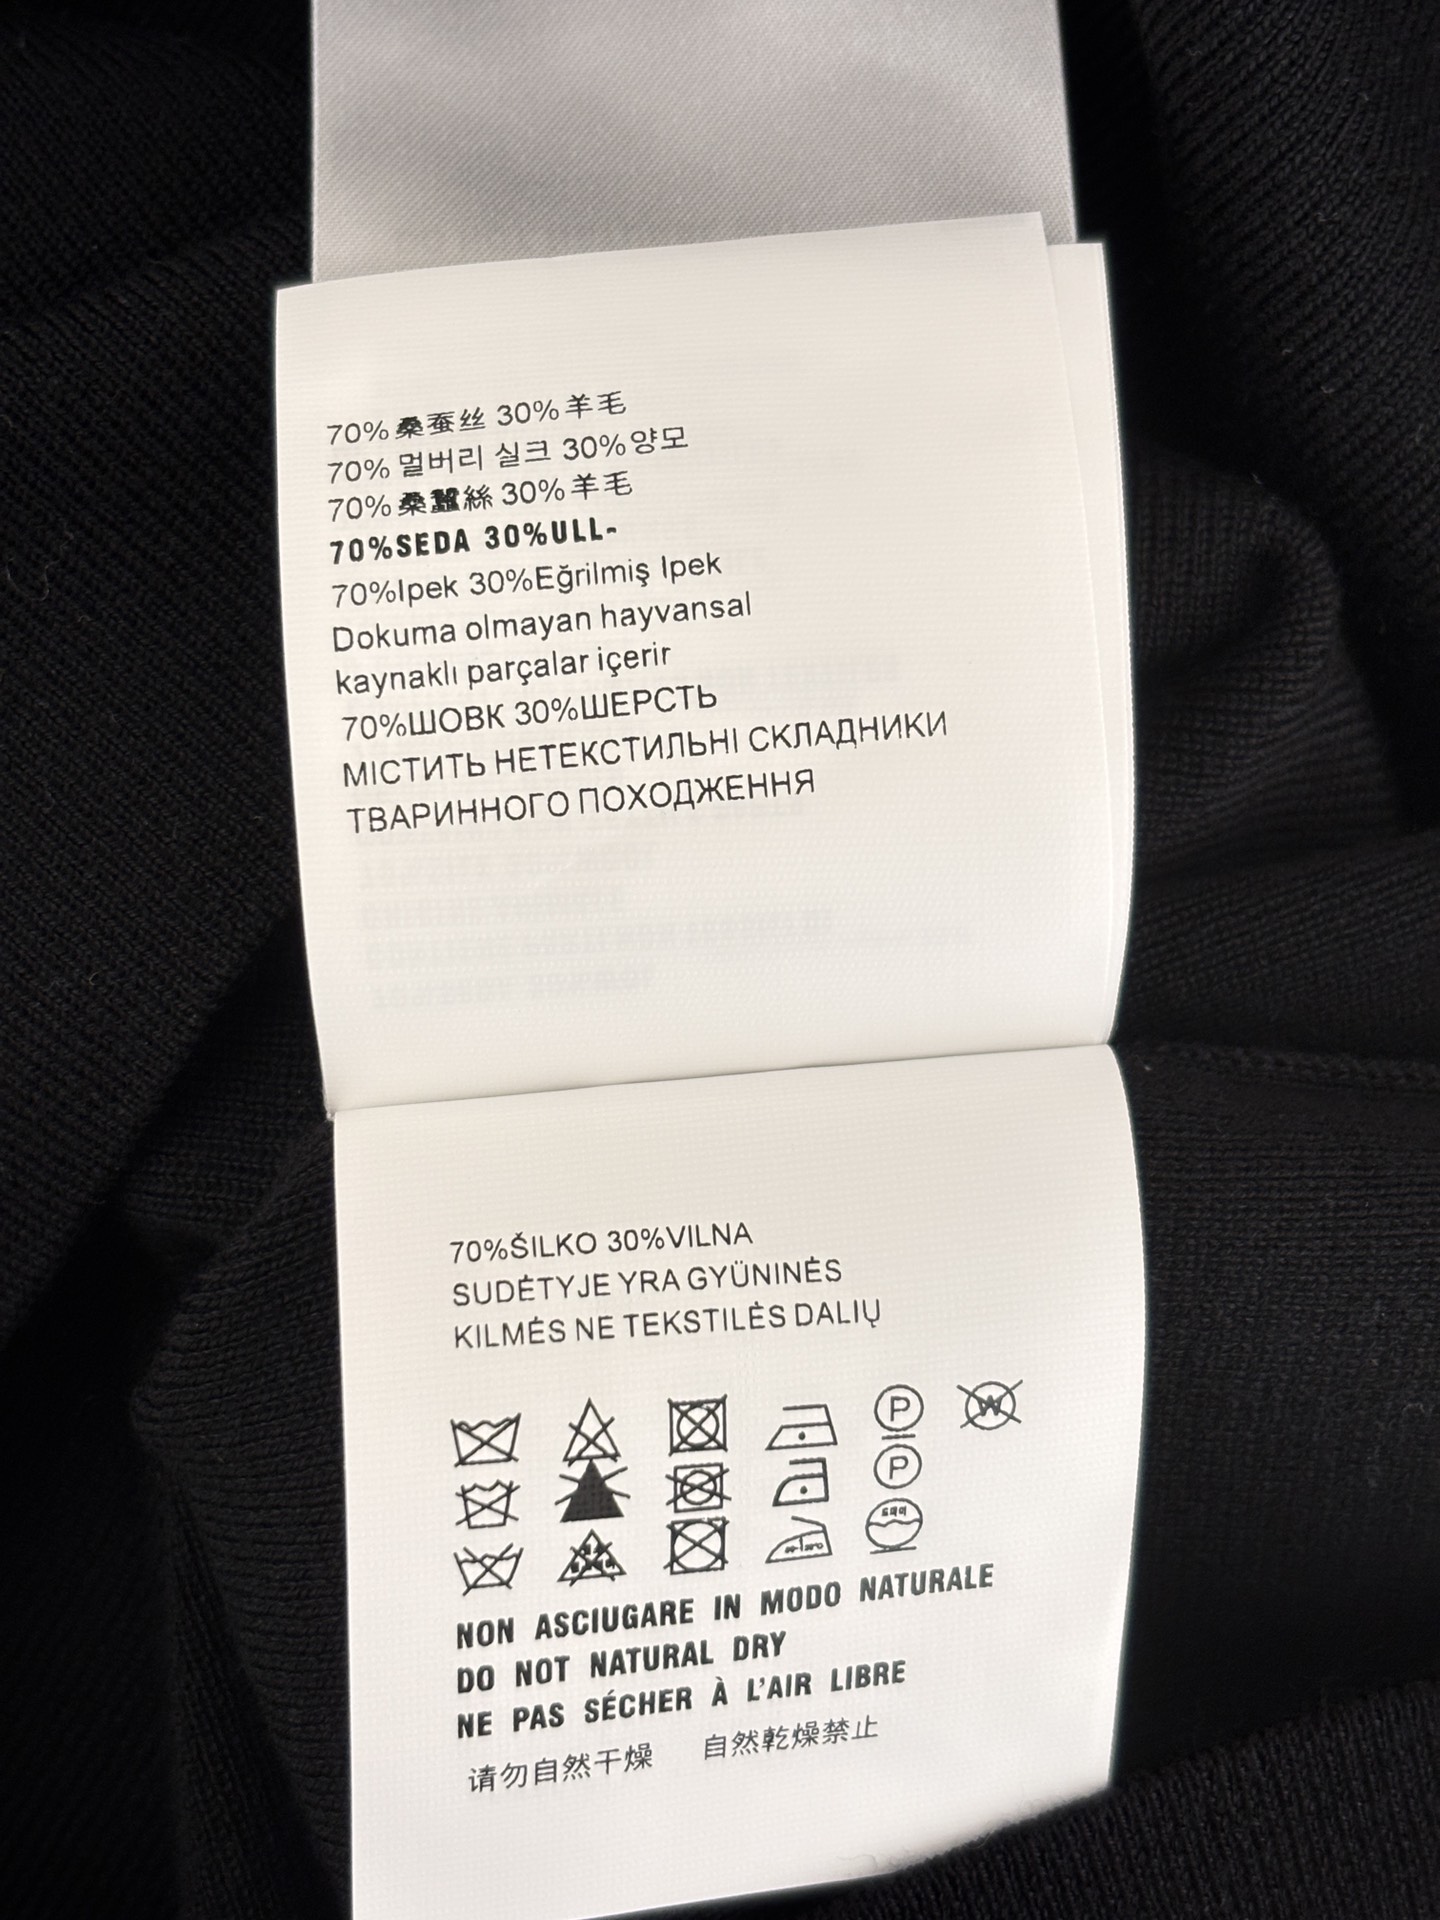 70% 桑蚕丝 30% 羊毛
70% 멀버리 실크 30% 양모
70% 桑蠶絲 30% 羊毛
70%SEDA 30%ULL-
70%Ipek 30%Eğrilmiş Ipek
Dokuma olmayan hayvansal
kaynaklı parçalar içerir
70%ШОВК 30%ШЕРСТЬ
МІСТИТЬ НЕТЕКСТИЛЬНІ СКЛАДНИКИ
ТВАРИННОГО ПОХОДЖЕННЯ
70%ŠILKO 30%VILNA
SUDĖTYJE YRA GYŪNINĖS
KILMĖS NE TEKSTILĖS DALIŲ
P W
P
드라이
NON ASCIUGARE IN MODO NATURALE
DO NOT NATURAL DRY
NE PAS SÉCHER À L'AIR LIBRE
请勿自然干燥 自然乾燥禁止